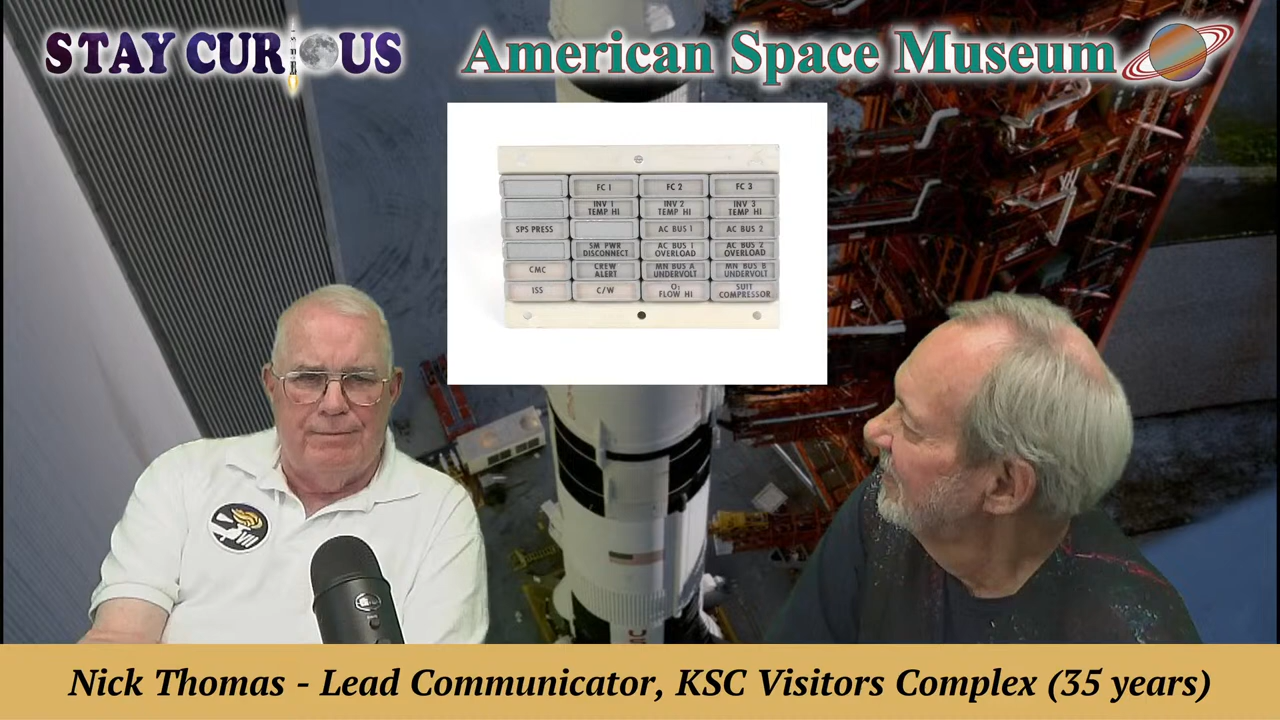 STAY CURIOUS
American Space Museum
FC 1
FC 2
FC 3
INV 1
TEMP HI
INV 2
TEMP HI
INV 3
TEMP HI
SPS PRESS
AC BUS 1
AC BUS 2
SM PWR
DISCONNECT
AC BUS 1
OVERLOAD
AC BUS 2
OVERLOAD
CMC
CREW
ALERT
MN BUS A
UNDERVOLT
MN BUS B
UNDERVOLT
ISS
C/W
O₂
FLOW HI
SUIT
COMPRESSOR
Nick Thomas - Lead Communicator, KSC Visitors Complex (35 years)